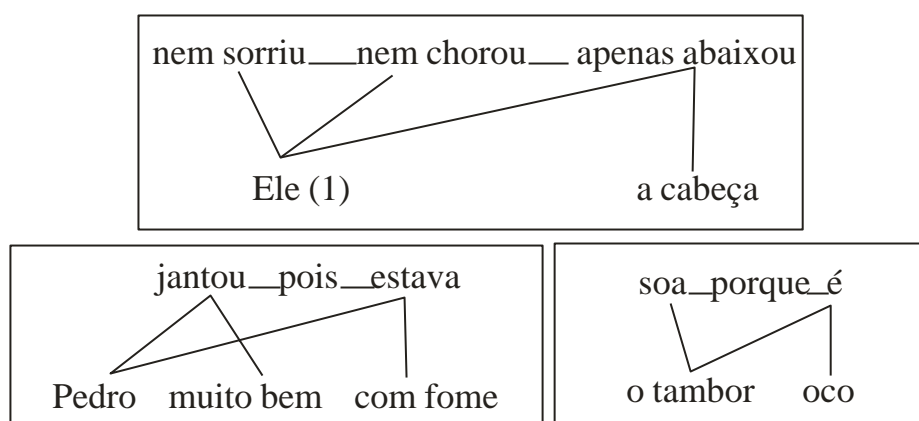 nem sorriu nem chorou apenas abaixou
Ele (1) a cabeça
jantou pois estava
Pedro muito bem com fome
soa porque é
o tambor oco